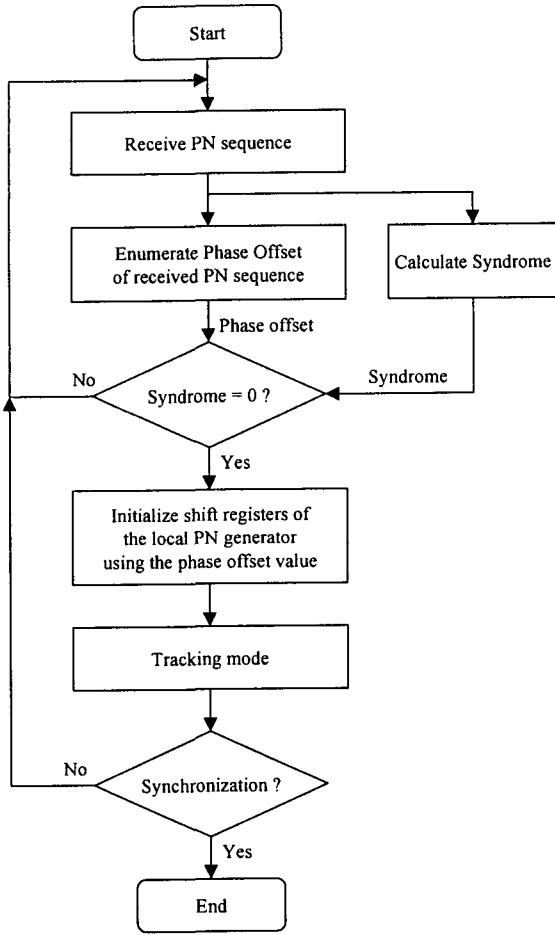 Start
Receive PN sequence
Enumerate Phase Offset
of received PN sequence
Calculate Syndrome
Phase offset
No
Syndrome = 0 ?
Syndrome
Yes
Initialize shift registers of
the local PN generator
using the phase offset value
Tracking mode
No
Synchronization ?
Yes
End